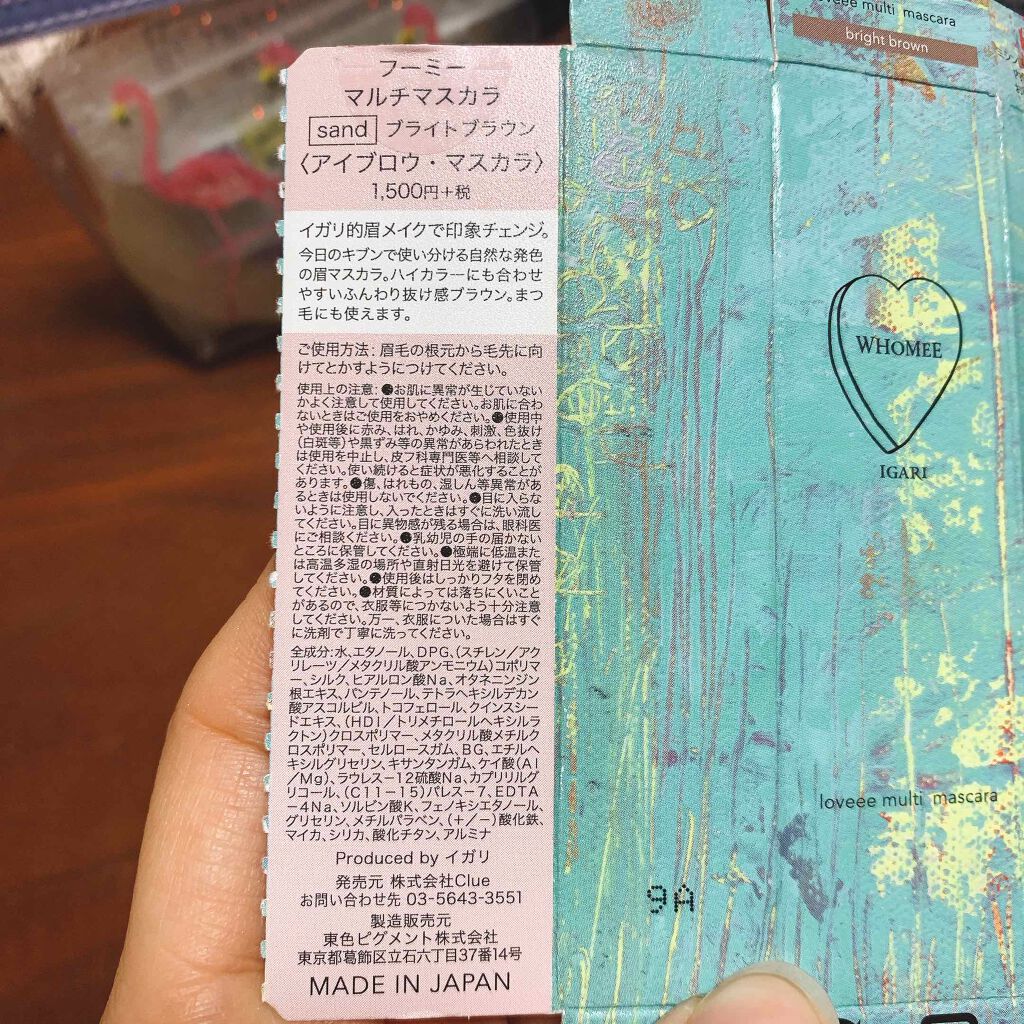 フーミー
マルチマスカラ
sand ブライトブラウン
〈アイブロウ・マスカラ〉
1,500円+税
イガリ的眉メイクで印象チェンジ。
今日のキブンで使い分ける自然な発色
の眉マスカラ。ハイカラーにも合わせ
やすいふんわり抜け感ブラウン。まつ
毛にも使えます。
ご使用方法:眉毛の根元から毛先に向
けてとかすようにつけてください。
使用上の注意:●お肌に異常が生じていない
かよく注意して使用してください。お肌に合わ
ないときはご使用をおやめください。●使用中
や使用後に赤み、はれ、かゆみ、刺激、色抜け
(白斑等)や黒ずみ等の異常があらわれたとき
は使用を中止し、皮フ科専門医等へ相談して
ください。使い続けると症状が悪化することが
あります。●傷、はれもの、湿しん等異常があ
るときは使用しないでください。●目に入らな
いように注意し、入ったときはすぐに洗い流し
てください。目に異物感が残る場合は、眼科医
にご相談ください。●乳幼児の手の届かない
ところに保管してください。●極端に低温また
は高温多湿の場所や直射日光を避けて保管
してください。●使用後はしっかりフタを閉め
てください。●材質によっては落ちにくいこと
があるので、衣服等につかないよう十分注意
してください。万一、衣服についた場合はすぐ
に洗剤で丁寧に洗ってください。
全成分:水、エタノール、DPG、(スチレン/アク
リレーツ/メタクリル酸アンモニウム)コポリマ
ー、シルク、ヒアルロン酸Na、オタネニンジン
根エキス、パンテノール、テトラヘキシルデカン
酸アスコルビル、トコフェロール、クインスシー
ドエキス、(HDI/トリメチロールヘキシルラ
クトン)クロスポリマー、メタクリル酸メチルク
ロスポリマー、セルロースガム、BG、エチルヘ
キシルグリセリン、キサンタンガム、ケイ酸(Al
/Mg)、ラウレス-12硫酸Na、カプリリルグ
リコール、(C11-15)パレス-7、EDTA
-4Na、ソルビン酸K、フェノキシエタノール、
グリセリン、メチルパラベン、(+/-)酸化鉄、
マイカ、シリカ、酸化チタン、アルミナ
Produced by イガリ
発売元 株式会社Clue
お問い合わせ先 03-5643-3551
製造販売元
東色ピグメント株式会社
東京都葛飾区立石六丁目37番14号
MADE IN JAPAN
loveee multi mascara
bright brown
WHOMEE
IGARI
loveee multi mascara
9A